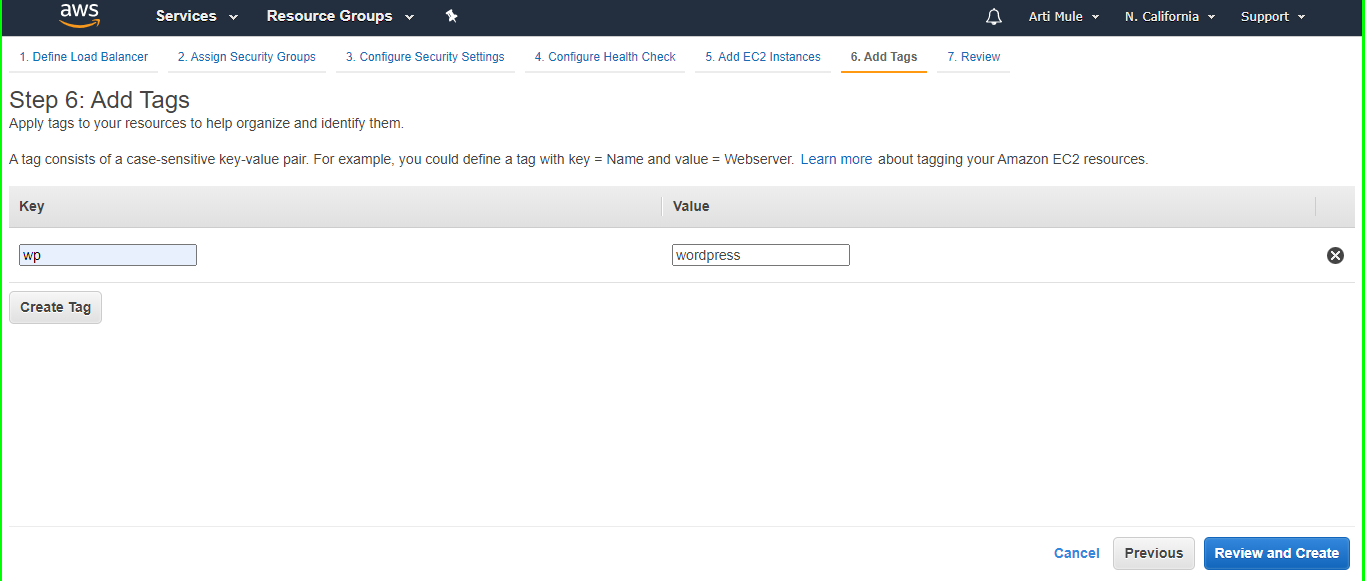 aws Services Resource Groups Arti Mule N. California Support
1. Define Load Balancer 2. Assign Security Groups 3. Configure Security Settings 4. Configure Health Check 5. Add EC2 Instances 6. Add Tags 7. Review
Step 6: Add Tags
Apply tags to your resources to help organize and identify them.
A tag consists of a case-sensitive key-value pair. For example, you could define a tag with key = Name and value = Webserver. Learn more about tagging your Amazon EC2 resources.
Key Value
wp wordpress
Create Tag
Cancel Previous Review and Create